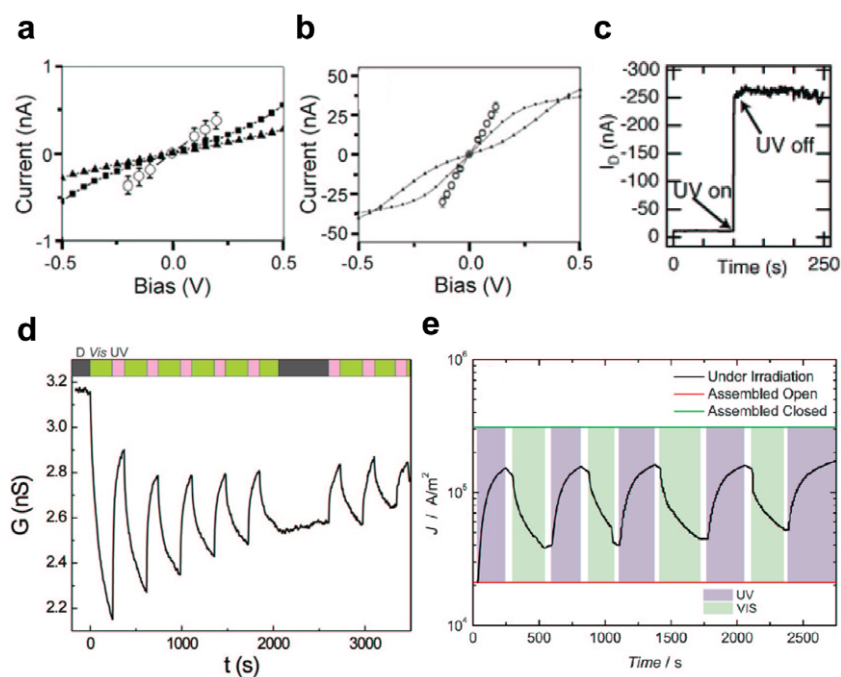 a
b
c
1
0
-1
-0.5
0.0
0.5
Current (nA)
Bias (V)
50
25
0
-25
-50
-0.5
0.0
0.5
Current (nA)
Bias (V)
-300
-250
-200
-150
-100
-50
0
I_D (nA)
UV on
UV off
0
Time (s)
250
d
D Vis UV
3.2
3.0
2.8
2.6
2.4
2.2
G (nS)
0
1000
2000
3000
t (s)
e
10^6
10^5
10^4
J / A/m^2
Under Irradiation
Assembled Open
Assembled Closed
UV
VIS
0
500
1000
1500
2000
2500
Time / s